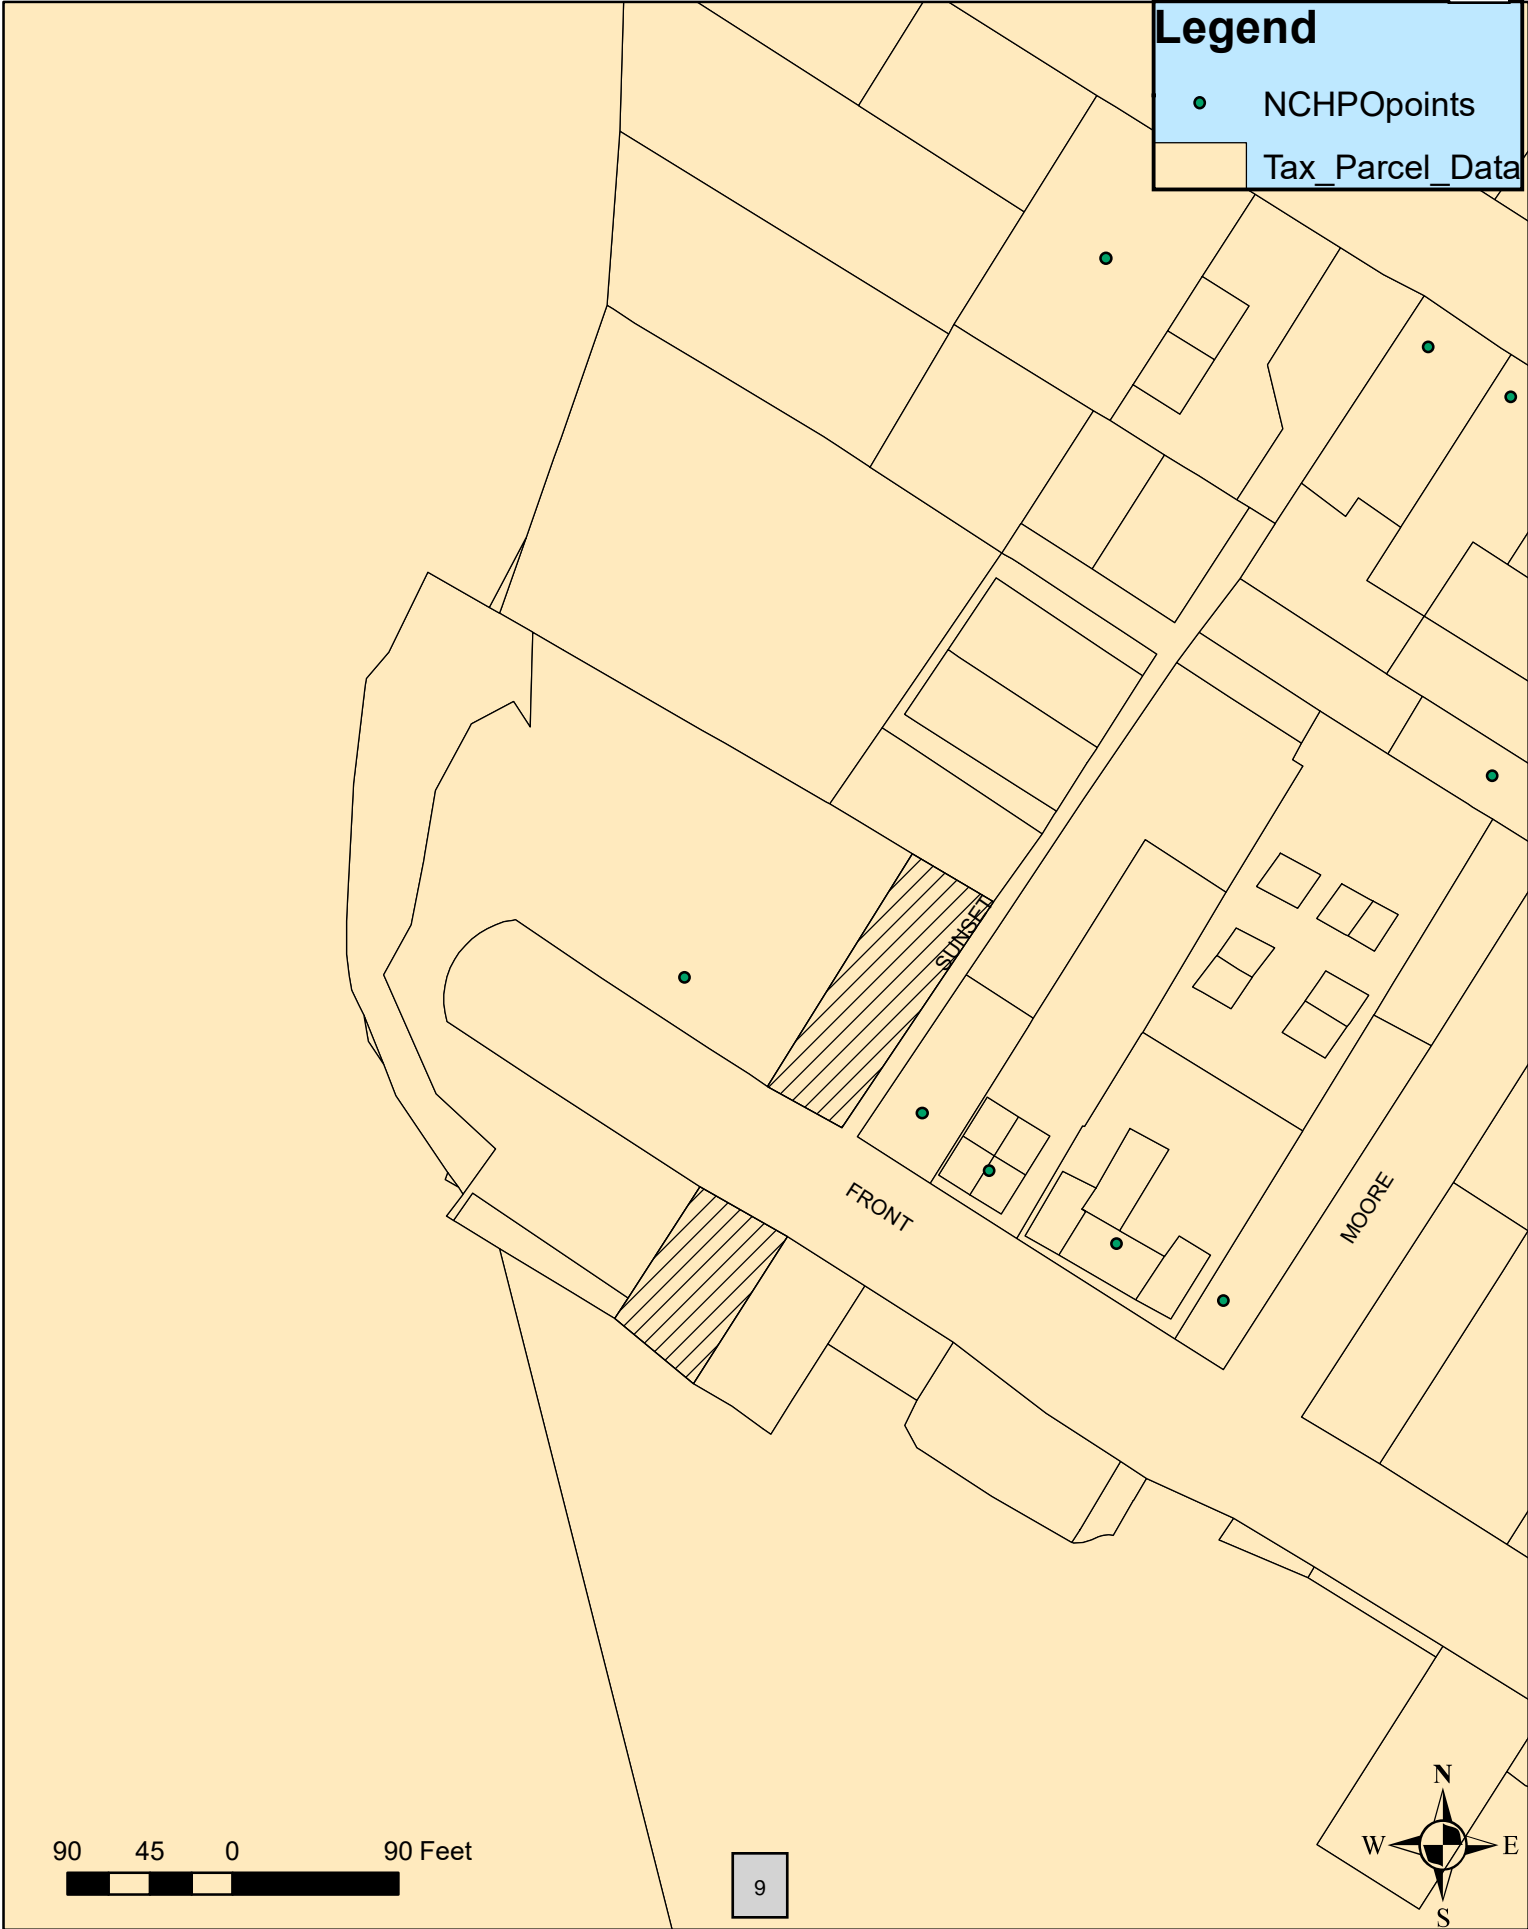 Legend
NCHPOpoints
Tax_Parcel_Data
SUNSET
FRONT
MOORE
90 45 0 90 Feet
9
N
W E
S